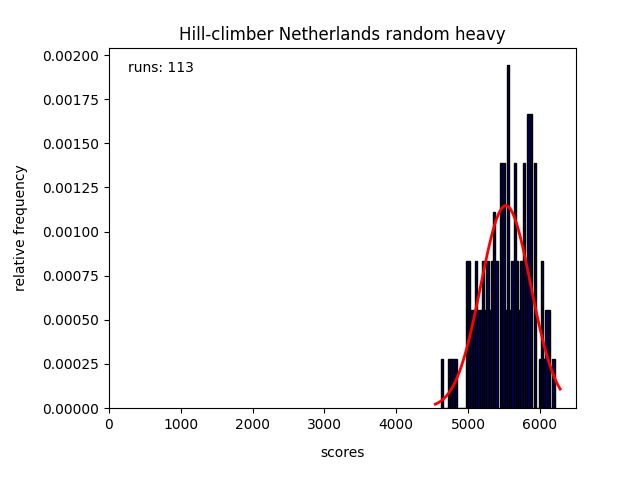 Hill-climber Netherlands random heavy
runs: 113
relative frequency
0.00200
0.00175
0.00150
0.00125
0.00100
0.00075
0.00050
0.00025
0.00000
0 1000 2000 3000 4000 5000 6000
scores